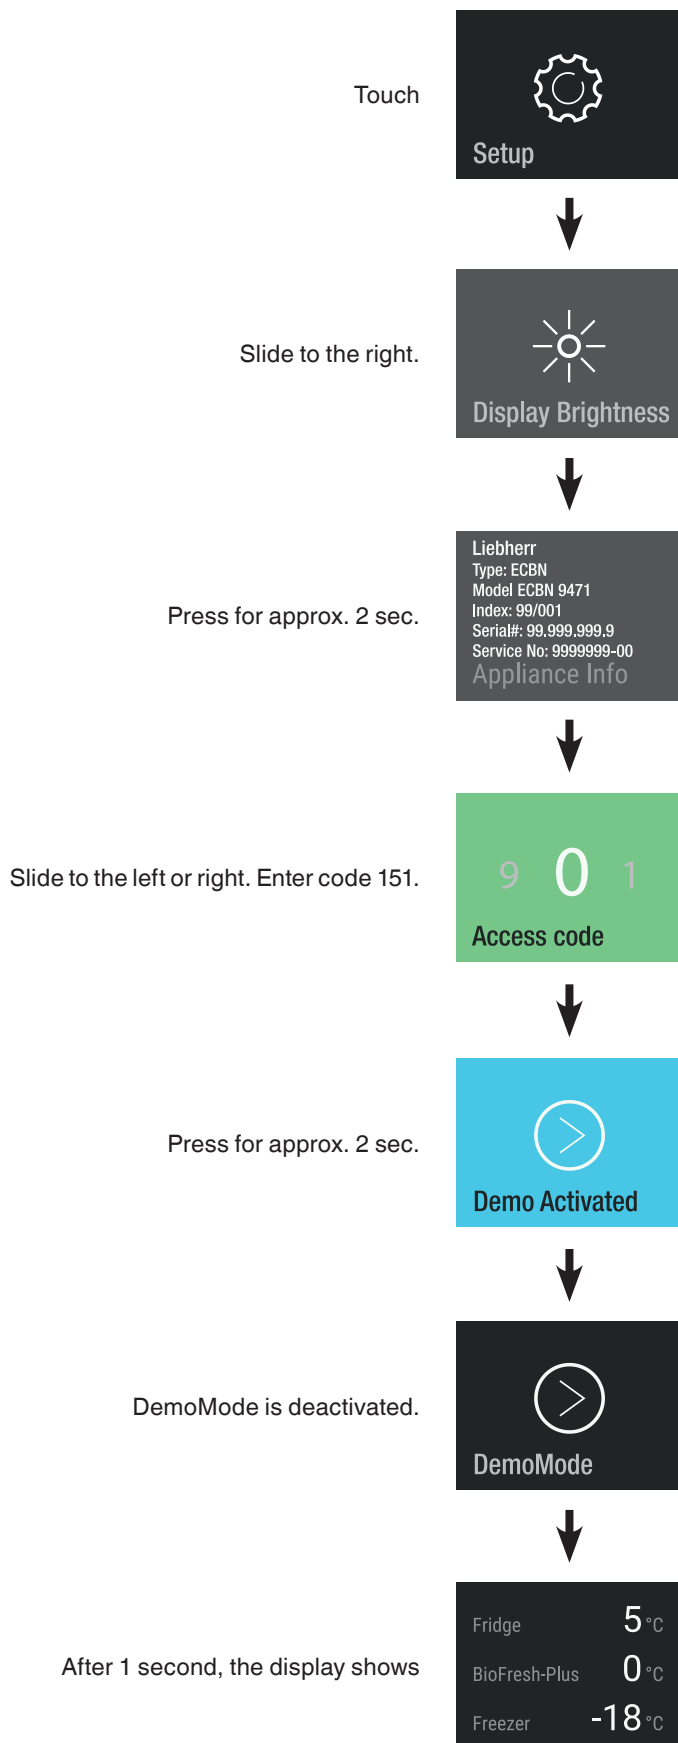 Touch
Setup
Slide to the right.
Display Brightness
Press for approx. 2 sec.
Liebherr
Type: ECBN
Model ECBN 9471
Index: 99/001
Serial#: 99.999.999.9
Service No: 9999999-00
Appliance Info
Slide to the left or right. Enter code 151.
9 0 1
Access code
Press for approx. 2 sec.
Demo Activated
DemoMode is deactivated.
DemoMode
After 1 second, the display shows
Fridge 5 °C
BioFresh-Plus 0 °C
Freezer -18 °C